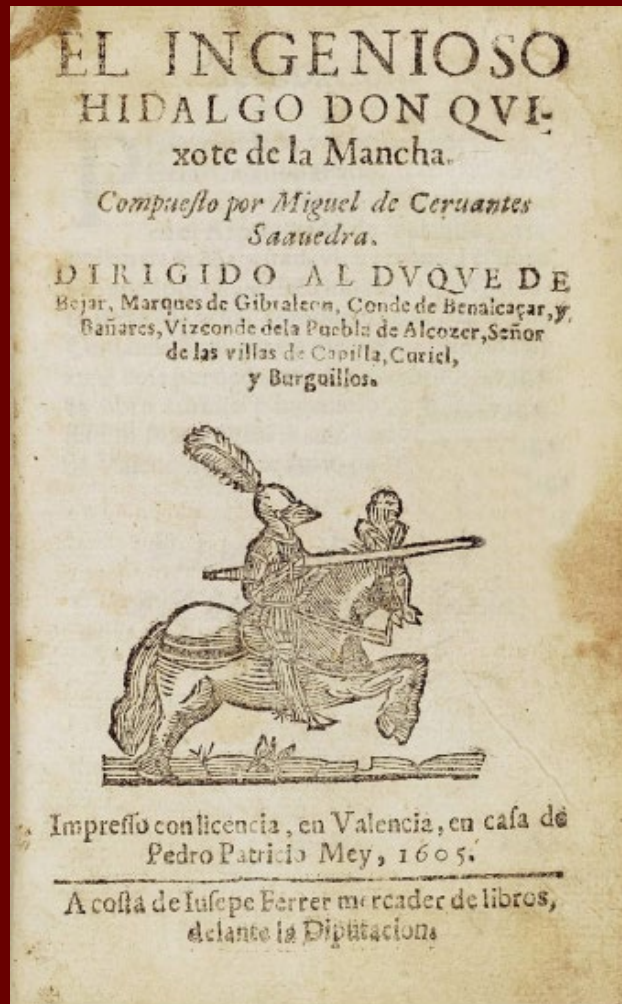 EL INGENIOSO
HIDALGO DON QVI-
xote de la Mancha.
Compueſto por Miguel de Ceruantes
Saauedra.
DIRIGIDO AL DVQVE DE
Bejar, Marques de Gibraleon, Conde de Benalcaçar, y
Bañares, Vizconde dela Puebla de Alcozer, Señor
de las villas de Capilla, Curiel,
y Burguillos.
Impreſſo con licencia, en Valencia, en caſa de
Pedro Patricio Mey, 1605.
A coſta de Iuſepe Ferrer mercader de libros,
delante la Diputacion.